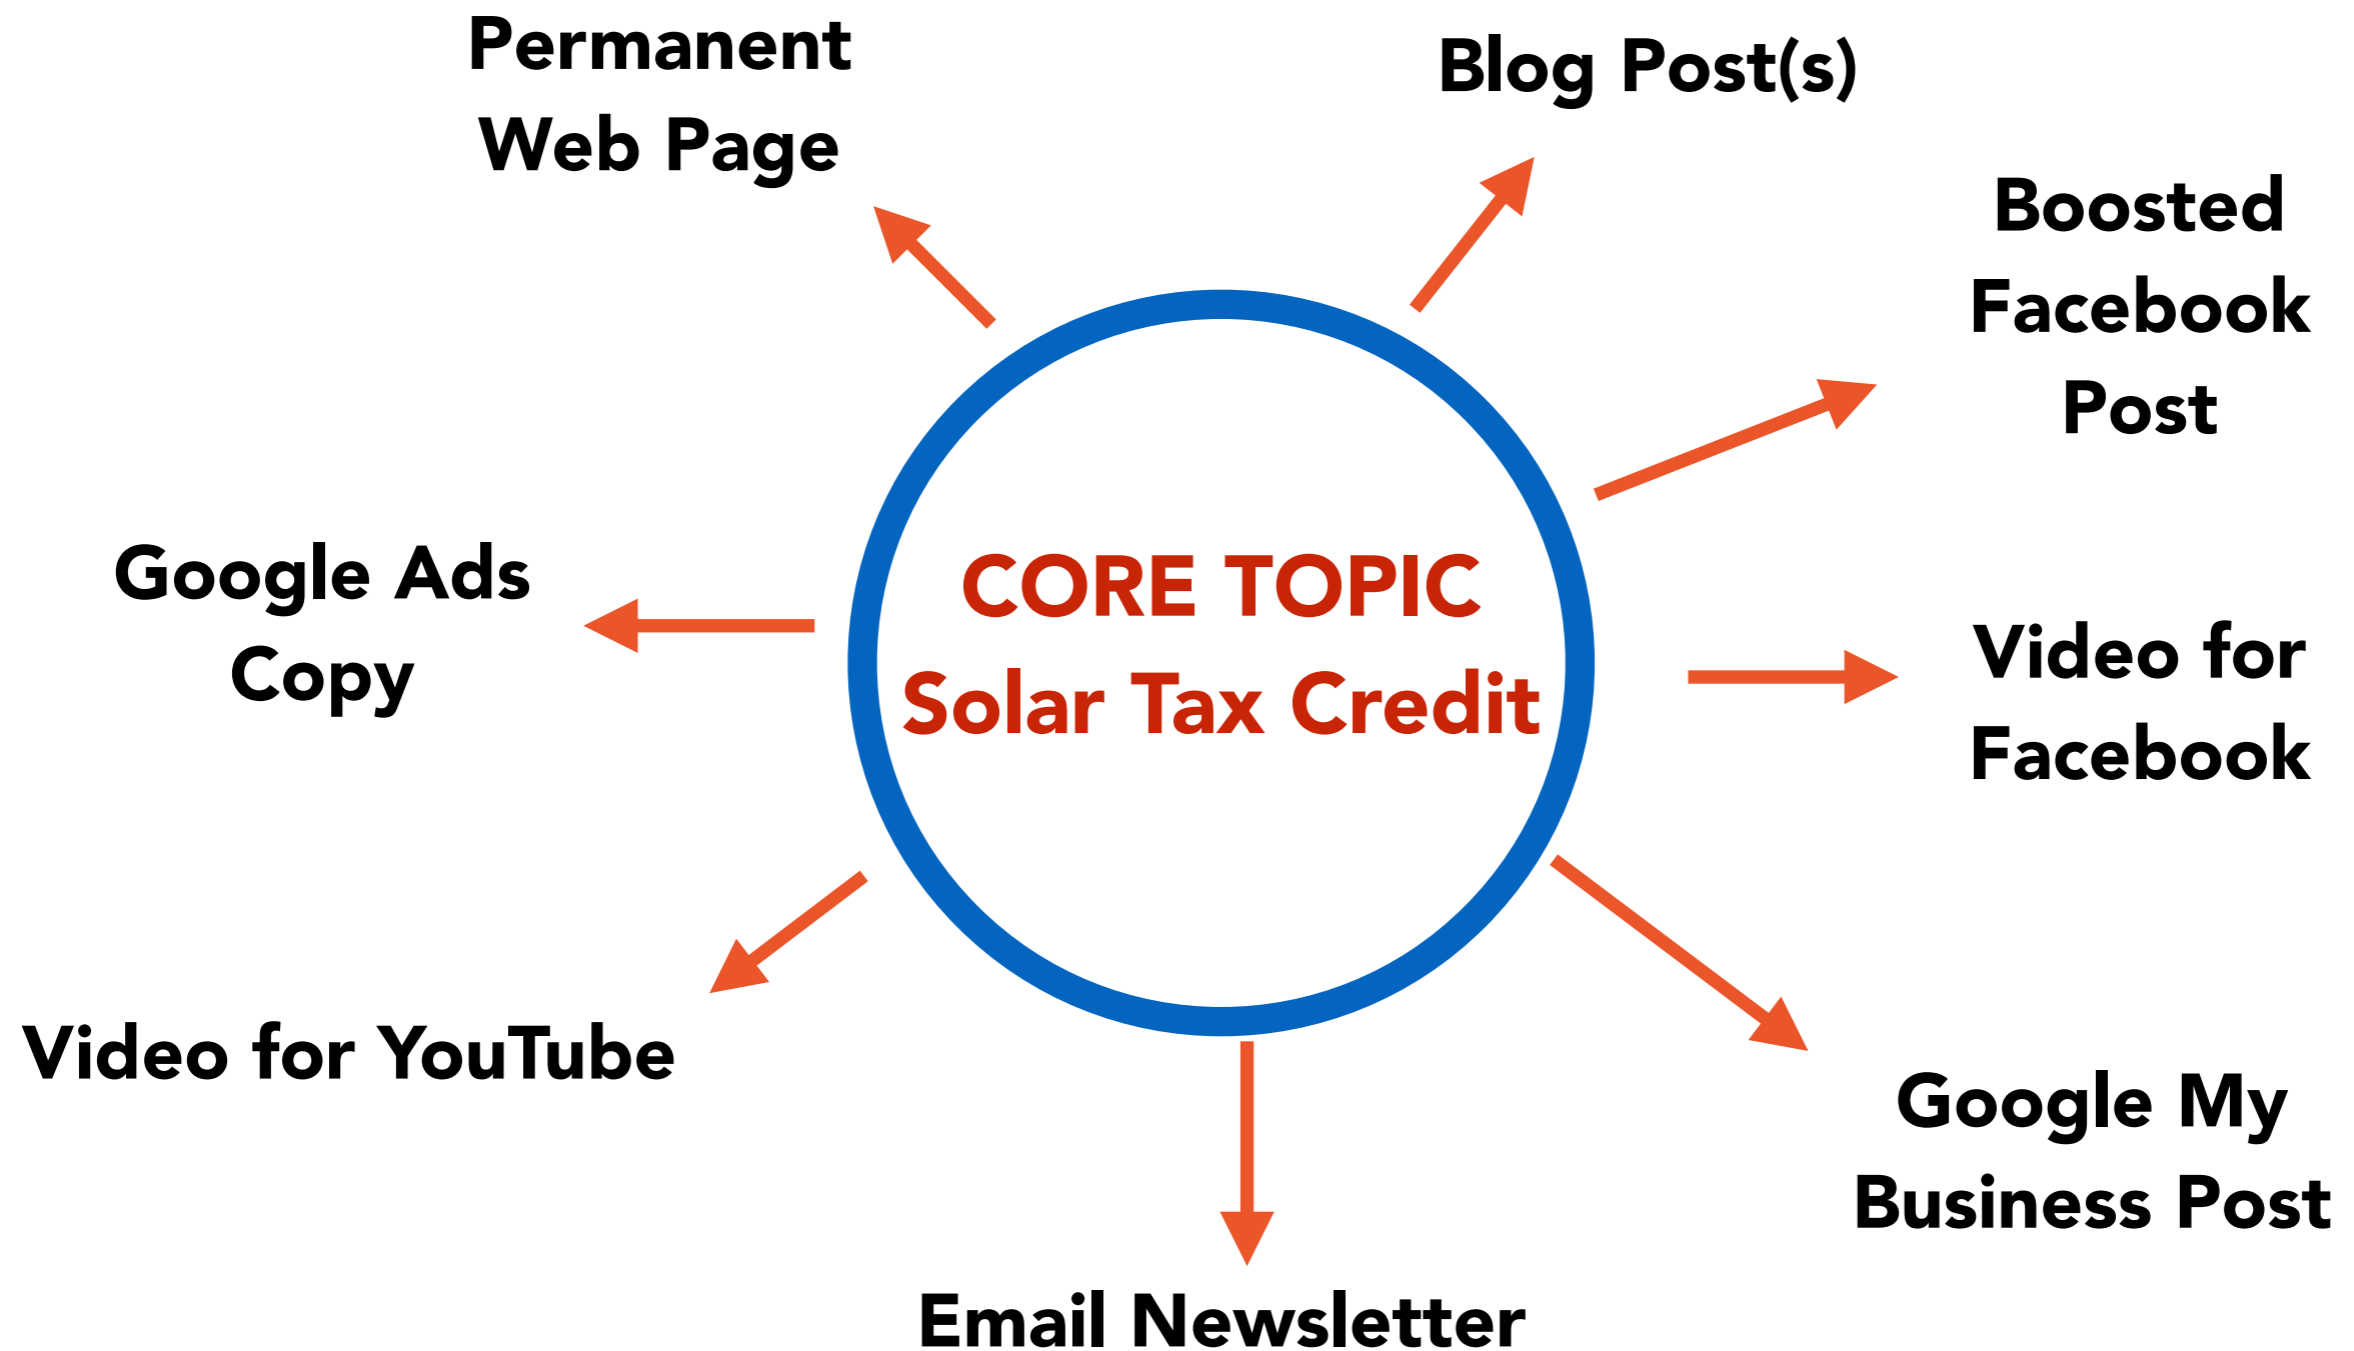 Permanent
Web Page
Blog Post(s)
Boosted
Facebook
Post
Google Ads
Copy
CORE TOPIC
Solar Tax Credit
Video for
Facebook
Video for YouTube
Google My
Business Post
Email Newsletter